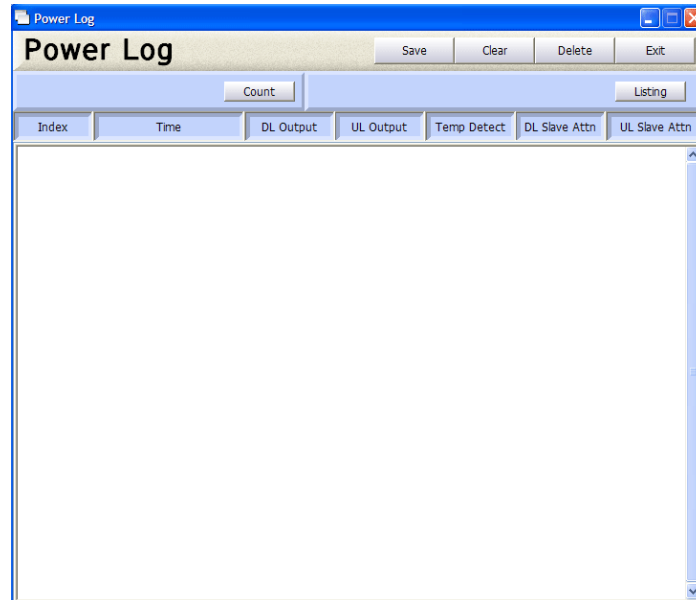 Power Log
Power Log Save Clear Delete Exit
Count Listing
Index Time DL Output UL Output Temp Detect DL Slave Attn UL Slave Attn